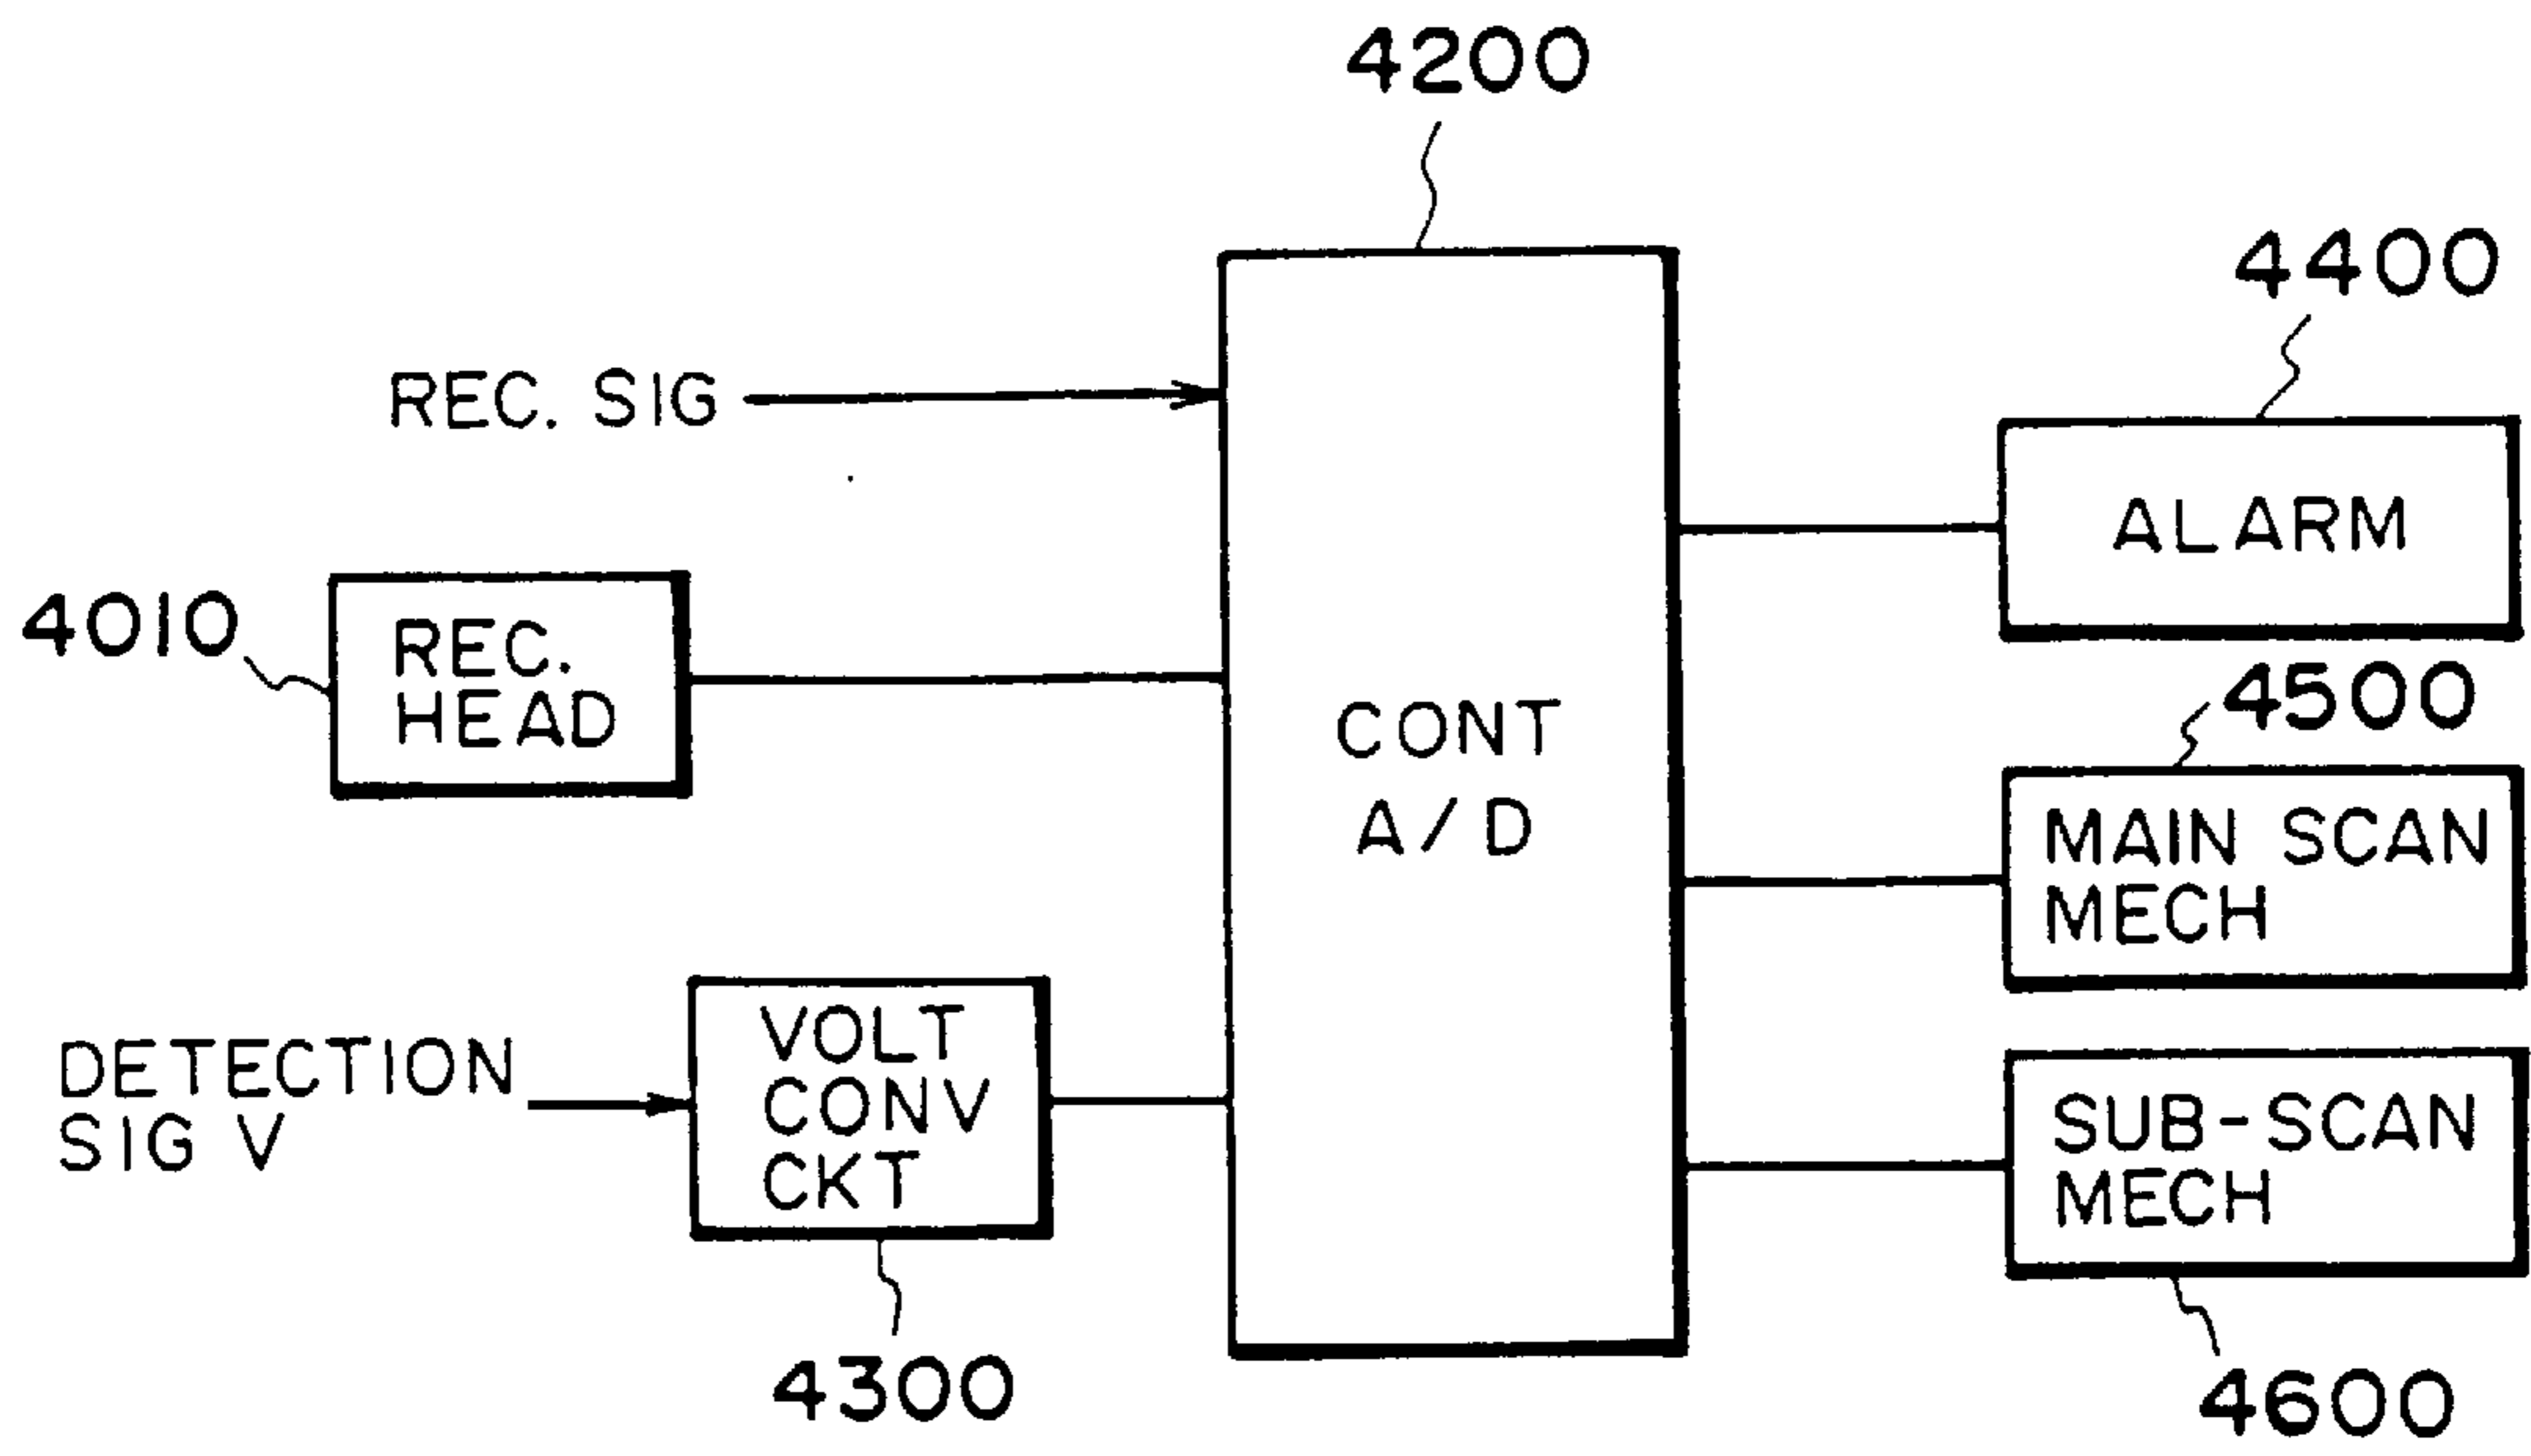 4200
4400
REC. SIG
ALARM
4010
REC.
HEAD
4500
CONT
A/D
MAIN SCAN
MECH
DETECTION
SIG V
VOLT
CONV
CKT
SUB-SCAN
MECH
4300
4600